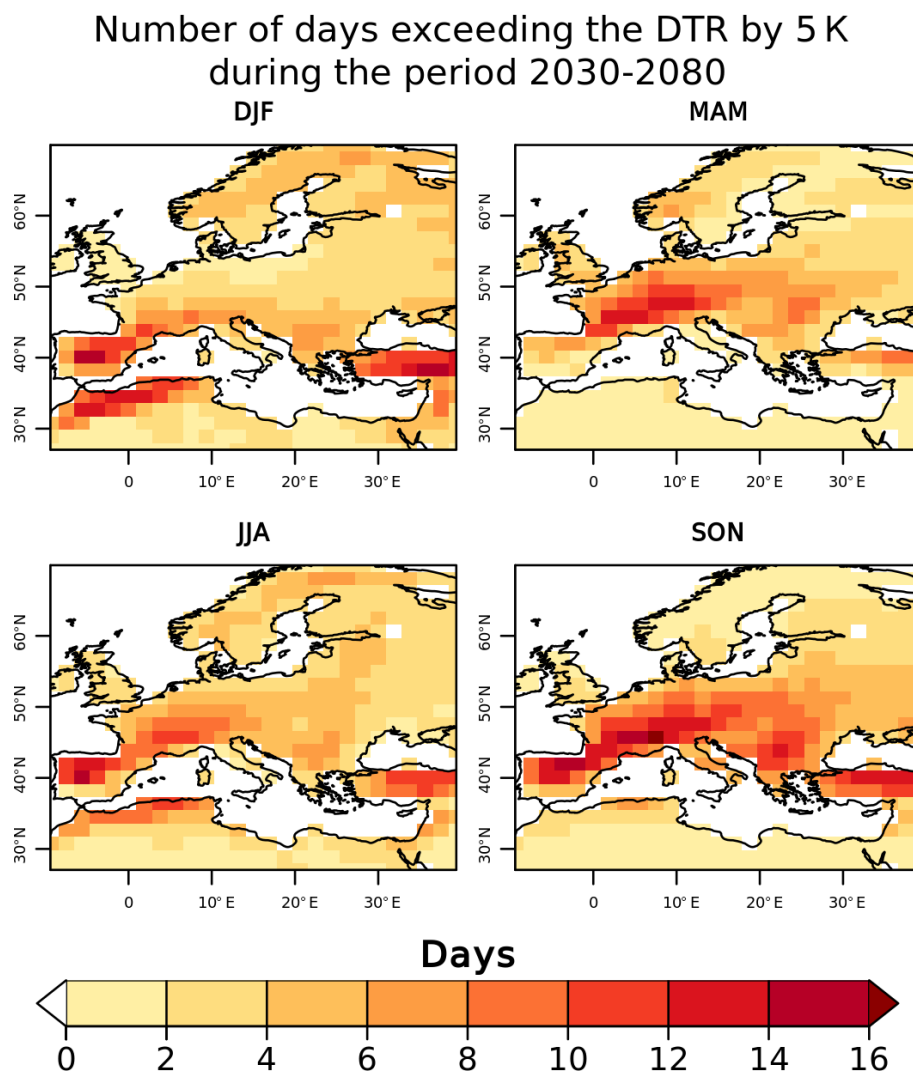 Number of days exceeding the DTR by 5 K
during the period 2030-2080
DJF
MAM
60°N
50°N
40°N
30°N
60°N
50°N
40°N
30°N
0
10°E
20°E
30°E
0
10°E
20°E
30°E
JJA
SON
60°N
50°N
40°N
30°N
60°N
50°N
40°N
30°N
0
10°E
20°E
30°E
0
10°E
20°E
30°E
Days
0 2 4 6 8 10 12 14 16